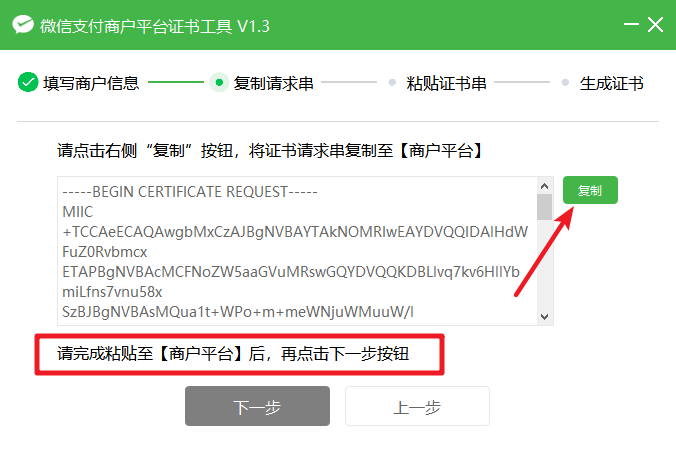 微信支付商户平台证书工具 V1.3
填写商户信息
复制请求串
粘贴证书串
生成证书
请点击右侧“复制”按钮，将证书请求串复制至【商户平台】
-----BEGIN CERTIFICATE REQUEST-----
复制
MIIC
+TCCAeECAQAwgbMxCzAJBgNVBAYTAkNOMRIwEAYDVQQIDAlHdW
FuZ0Rvbmcx
ETAPBgNVBAcMCFNoZW5aaGVuMRswGQYDVQQKDBLlvq7kv6HllYb
miLfns7vnu58x
SzBJBgNVBAsMQua1t+WPo+m+meWNjuWMuuW/l
请完成粘贴至【商户平台】后，再点击下一步按钮
下一步
上一步